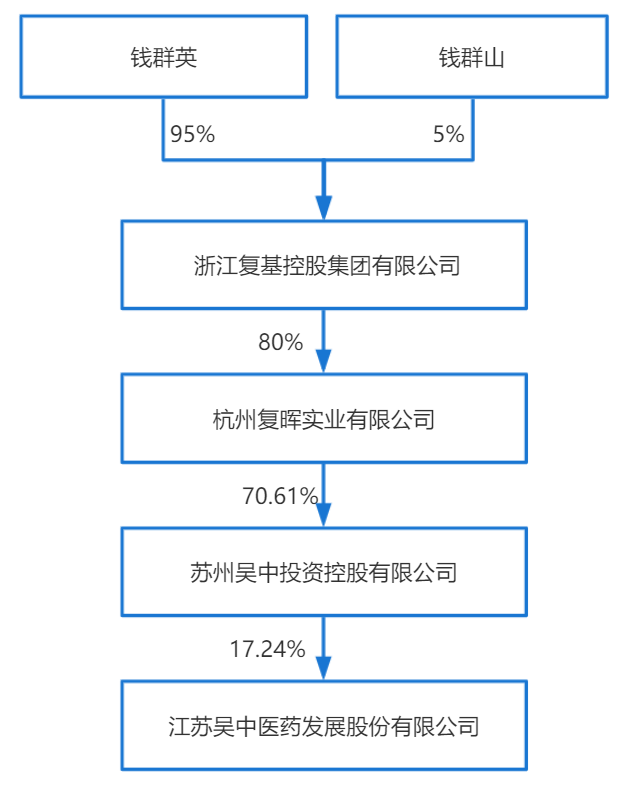 钱群英
钱群山
95%
5%
浙江复基控股集团有限公司
80%
杭州复晖实业有限公司
70.61%
苏州吴中投资控股有限公司
17.24%
江苏吴中医药发展股份有限公司